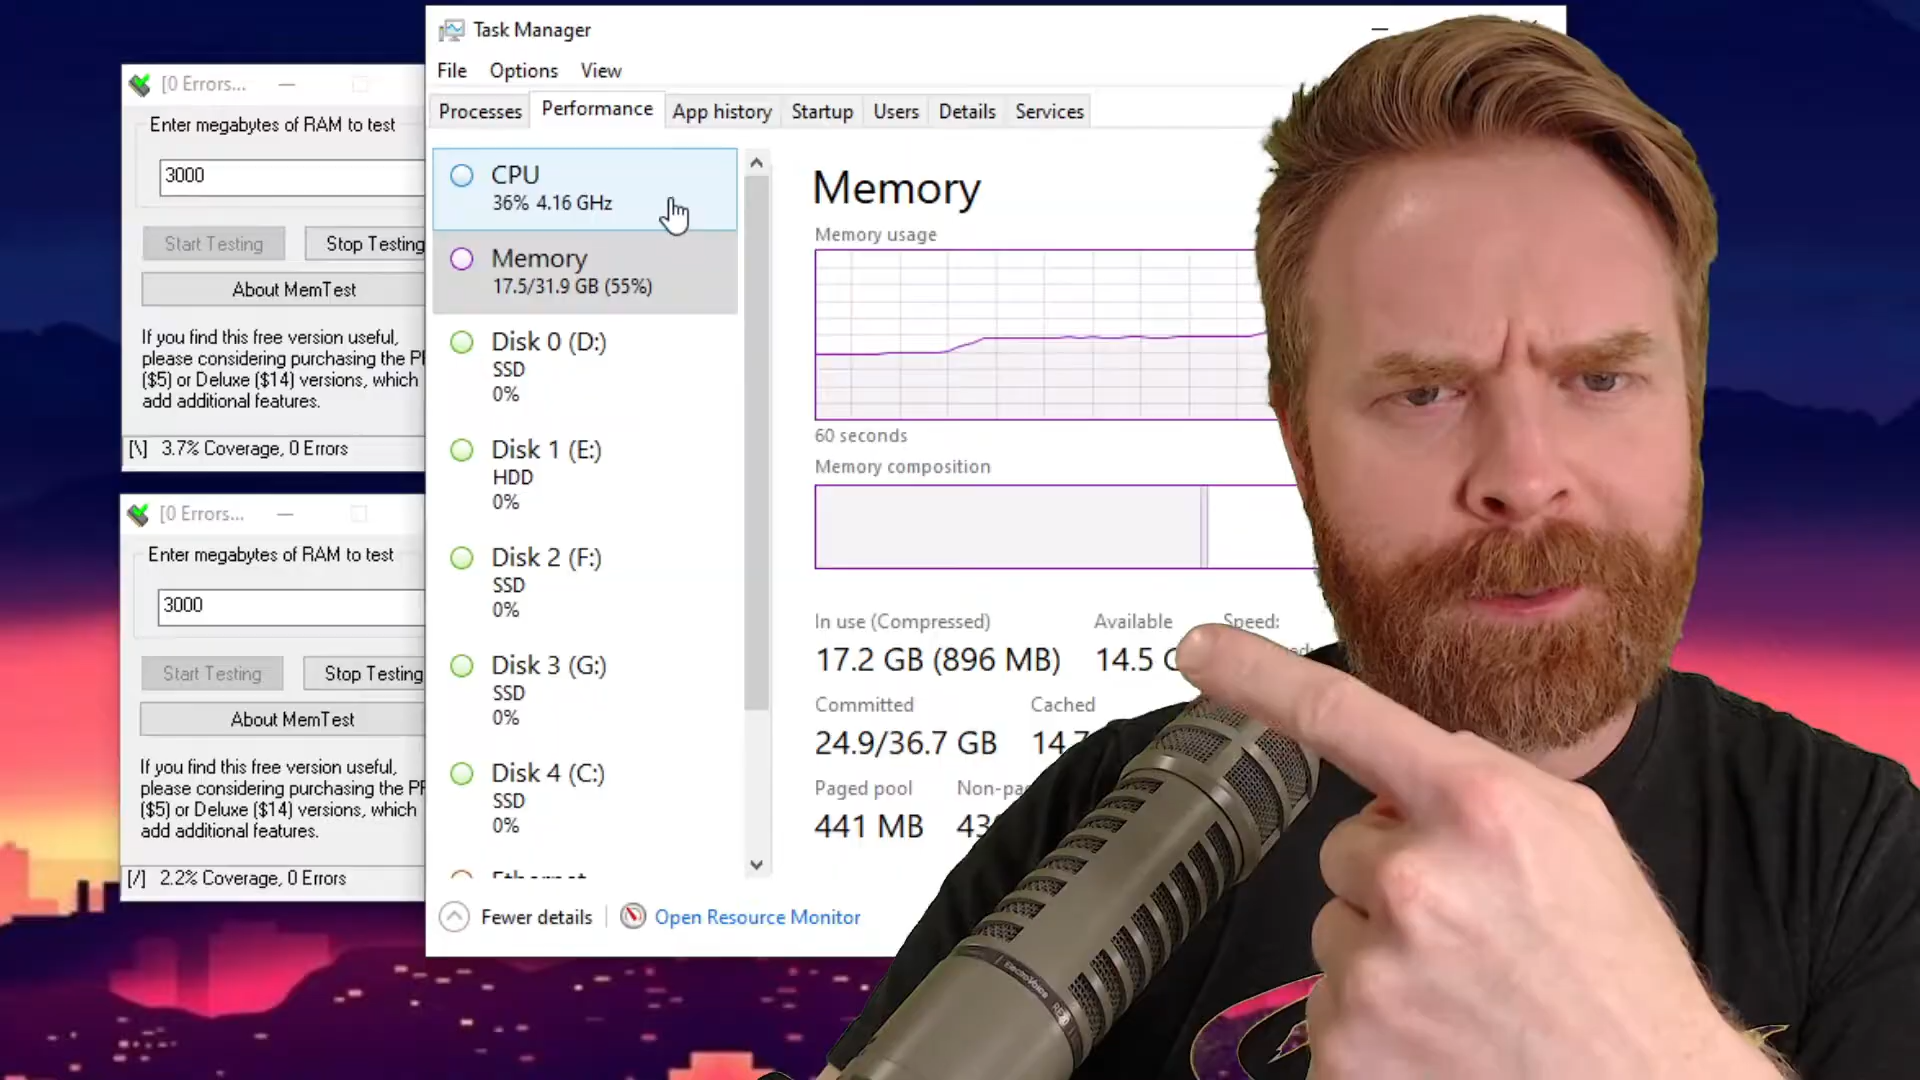 [0 Errors...
Enter megabytes of RAM to test
3000
Start Testing
Stop Testing
About MemTest
If you find this free version useful,
please considering purchasing the
($5) or Deluxe ($14) versions, which
add additional features.
[\] 3.7% Coverage, 0 Errors
[0 Errors...
Enter megabytes of RAM to test
3000
Start Testing
Stop Testing
About MemTest
If you find this free version useful,
please considering purchasing the
($5) or Deluxe ($14) versions, which
add additional features.
[/] 2.2% Coverage, 0 Errors
Task Manager
File Options View
Processes Performance App history Startup Users Details Services
CPU
36% 4.16 GHz
Memory
17.5/31.9 GB (55%)
Disk 0 (D:)
SSD
0%
Disk 1 (E:)
HDD
0%
Disk 2 (F:)
SSD
0%
Disk 3 (G:)
SSD
0%
Disk 4 (C:)
SSD
0%
Ethernet
Fewer details
Open Resource Monitor
Memory
Memory usage
60 seconds
Memory composition
In use (Compressed)
17.2 GB (896 MB)
Available
14.5
Speed:
Committed
24.9/36.7 GB
Cached
14.7
Paged pool
441 MB
ElectroVoice